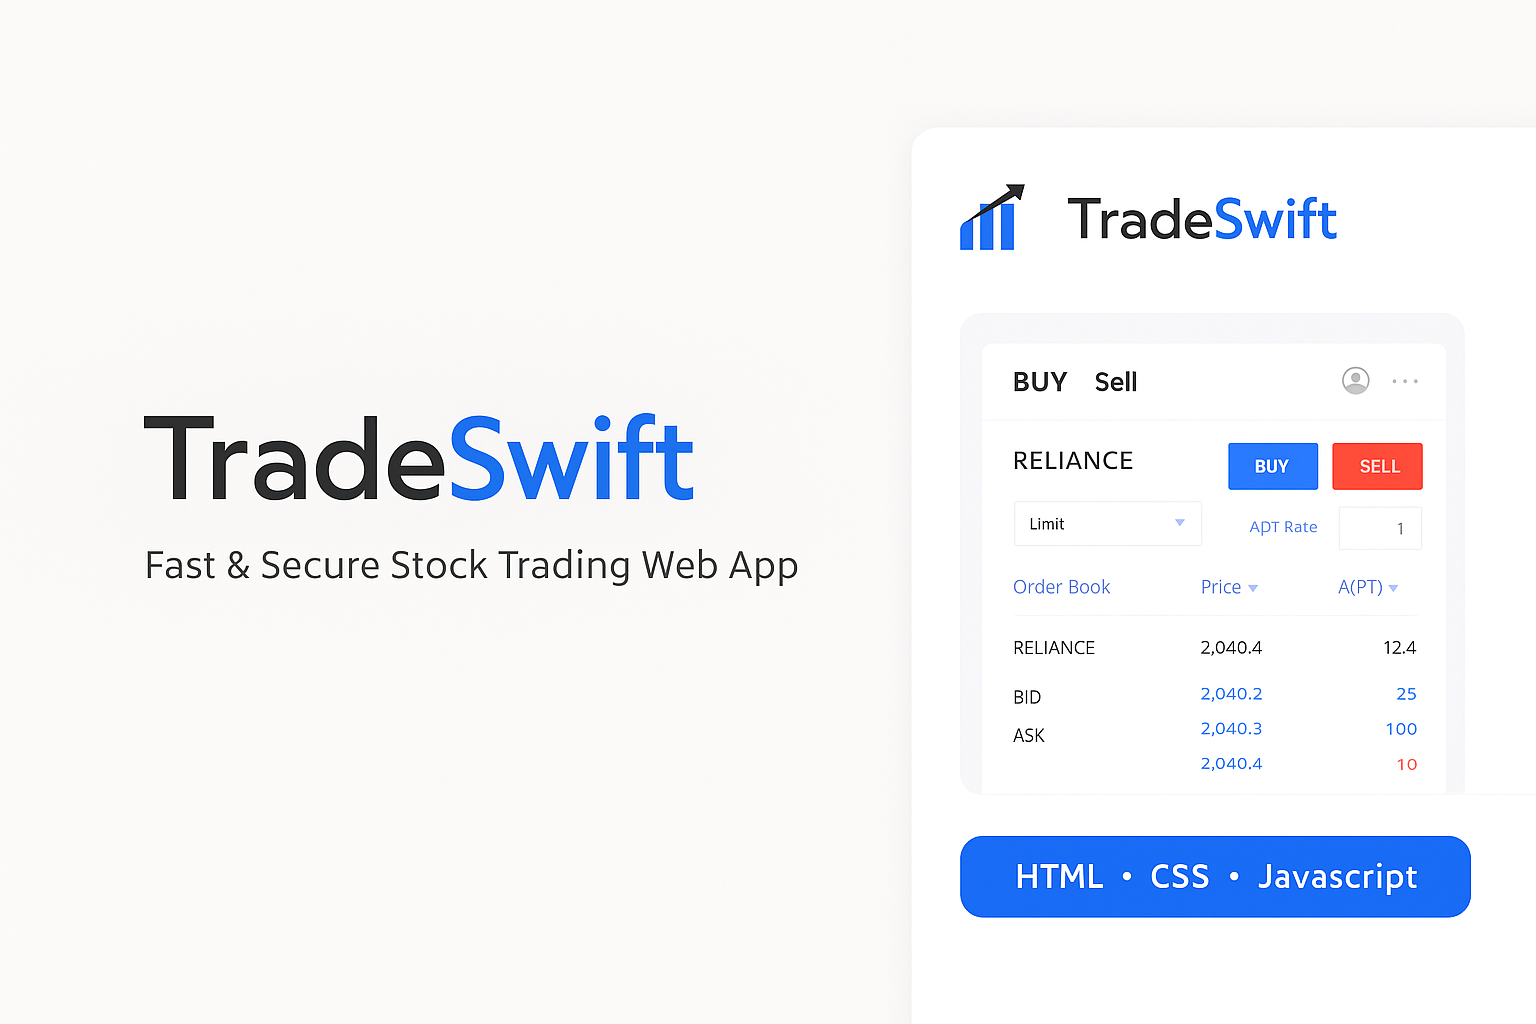 TradeSwift
Fast & Secure Stock Trading Web App
TradeSwift
BUY Sell
RELIANCE BUY SELL
Limit APT Rate 1
Order Book Price A(PT)
RELIANCE 2,040.4 12.4
BID 2,040.2 25
ASK 2,040.3 100
2,040.4 10
HTML • CSS • Javascript